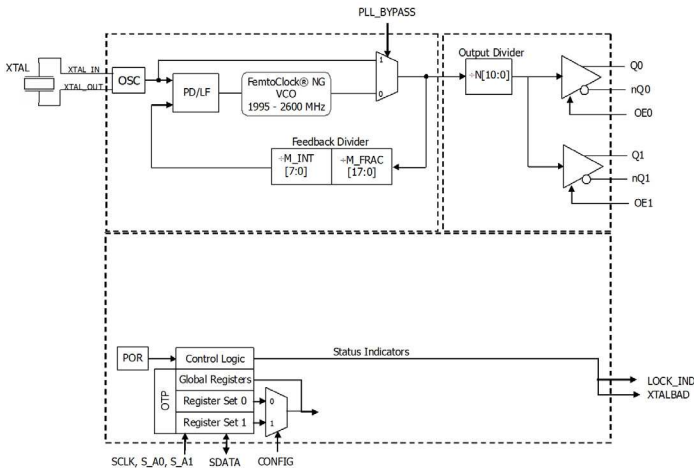 PLL_BYPASS
XTAL
XTAL_IN
XTAL_OUT
OSC
PD/LF
FemtoClock® NG
VCO
1995 - 2600 MHz
1
0
Output Divider
÷N[10:0]
Q0
nQ0
OE0
Feedback Divider
÷M_INT
[7:0]
÷M_FRAC
[17:0]
Q1
nQ1
OE1
POR
Control Logic
Status Indicators
OTP
Global Registers
Register Set 0
0
Register Set 1
1
LOCK_IND
XTALBAD
SCLK, S_A0, S_A1
SDATA
CONFIG